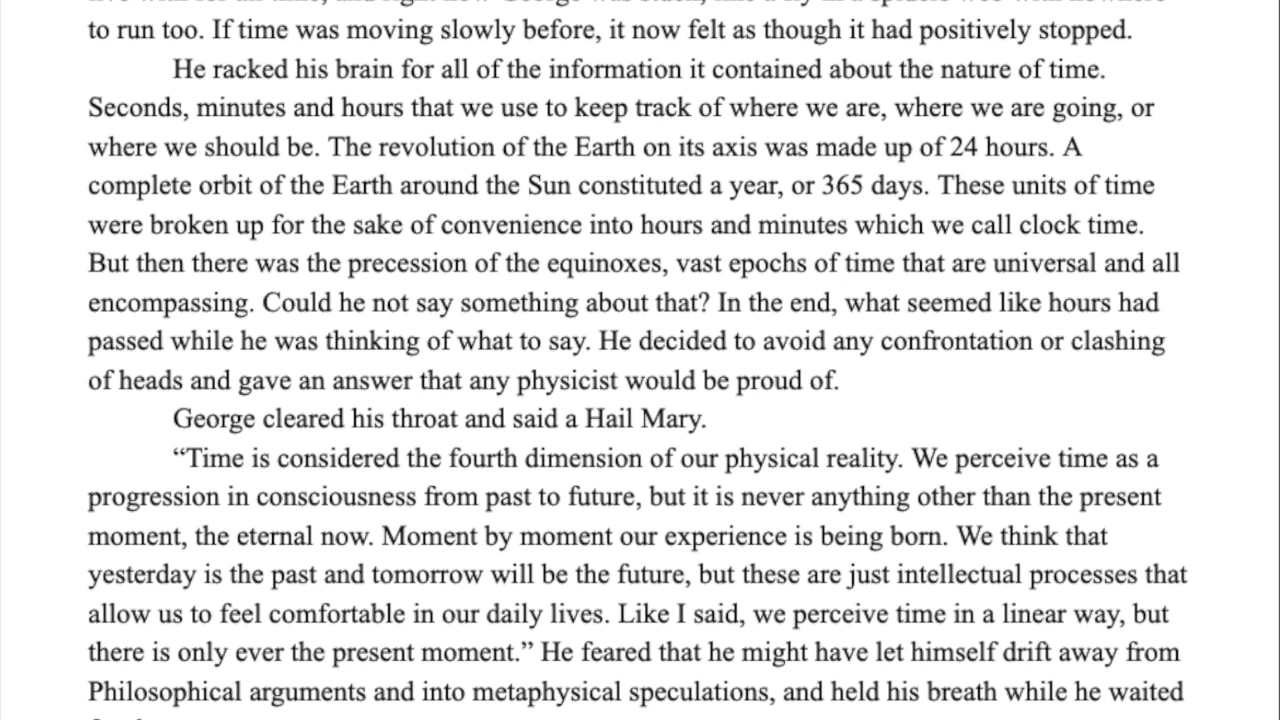 to run too. If time was moving slowly before, it now felt as though it had positively stopped.
He racked his brain for all of the information it contained about the nature of time.
Seconds, minutes and hours that we use to keep track of where we are, where we are going, or
where we should be. The revolution of the Earth on its axis was made up of 24 hours. A
complete orbit of the Earth around the Sun constituted a year, or 365 days. These units of time
were broken up for the sake of convenience into hours and minutes which we call clock time.
But then there was the precession of the equinoxes, vast epochs of time that are universal and all
encompassing. Could he not say something about that? In the end, what seemed like hours had
passed while he was thinking of what to say. He decided to avoid any confrontation or clashing
of heads and gave an answer that any physicist would be proud of.
George cleared his throat and said a Hail Mary.
“Time is considered the fourth dimension of our physical reality. We perceive time as a
progression in consciousness from past to future, but it is never anything other than the present
moment, the eternal now. Moment by moment our experience is being born. We think that
yesterday is the past and tomorrow will be the future, but these are just intellectual processes that
allow us to feel comfortable in our daily lives. Like I said, we perceive time in a linear way, but
there is only ever the present moment.” He feared that he might have let himself drift away from
Philosophical arguments and into metaphysical speculations, and held his breath while he waited